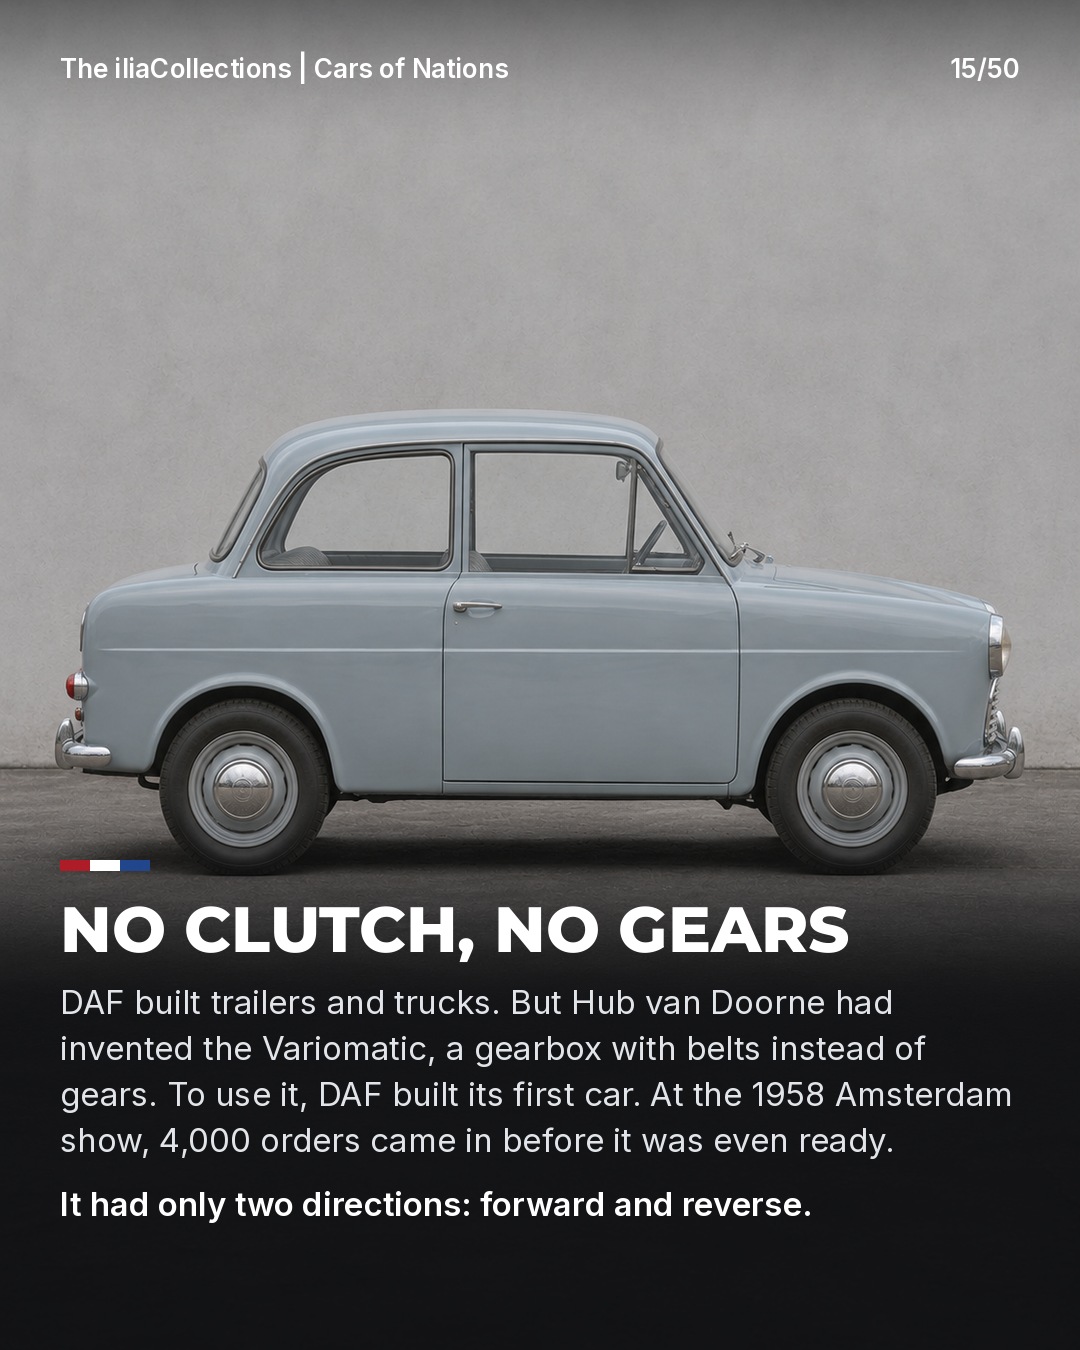 The iliaCollections | Cars of Nations
15/50
NO CLUTCH, NO GEARS
DAF built trailers and trucks. But Hub van Doorne had
invented the Variomatic, a gearbox with belts instead of
gears. To use it, DAF built its first car. At the 1958 Amsterdam
show, 4,000 orders came in before it was even ready.
It had only two directions: forward and reverse.